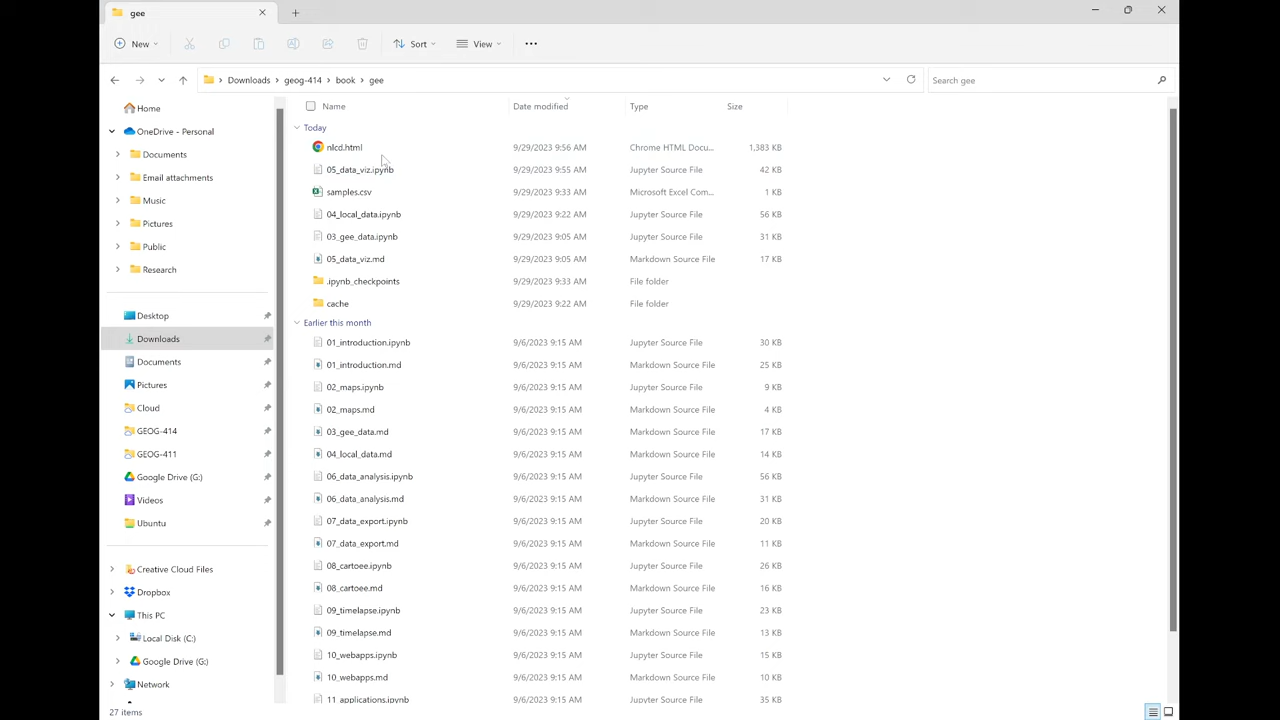 gee
New
Sort
View
Downloads > geog-414 > book > gee
Search gee
Home
OneDrive - Personal
Documents
Email attachments
Music
Pictures
Public
Research
Desktop
Downloads
Documents
Pictures
Cloud
GEOG-414
GEOG-411
Google Drive (G:)
Videos
Ubuntu
Creative Cloud Files
Dropbox
This PC
Local Disk (C:)
Google Drive (G:)
Network
Name Date modified Type Size
Today
nlcd.html 9/29/2023 9:56 AM Chrome HTML Docu... 1,383 KB
05_data_viz.ipynb 9/29/2023 9:55 AM Jupyter Source File 42 KB
samples.csv 9/29/2023 9:33 AM Microsoft Excel Com... 1 KB
04_local_data.ipynb 9/29/2023 9:22 AM Jupyter Source File 56 KB
03_gee_data.ipynb 9/29/2023 9:05 AM Jupyter Source File 31 KB
05_data_viz.md 9/29/2023 9:05 AM Markdown Source File 17 KB
.ipynb_checkpoints 9/29/2023 9:33 AM File folder
cache 9/29/2023 9:22 AM File folder
Earlier this month
01_introduction.ipynb 9/6/2023 9:15 AM Jupyter Source File 30 KB
01_introduction.md 9/6/2023 9:15 AM Markdown Source File 25 KB
02_maps.ipynb 9/6/2023 9:15 AM Jupyter Source File 9 KB
02_maps.md 9/6/2023 9:15 AM Markdown Source File 4 KB
03_gee_data.md 9/6/2023 9:15 AM Markdown Source File 17 KB
04_local_data.md 9/6/2023 9:15 AM Markdown Source File 14 KB
06_data_analysis.ipynb 9/6/2023 9:15 AM Jupyter Source File 56 KB
06_data_analysis.md 9/6/2023 9:15 AM Markdown Source File 31 KB
07_data_export.ipynb 9/6/2023 9:15 AM Jupyter Source File 20 KB
07_data_export.md 9/6/2023 9:15 AM Markdown Source File 11 KB
08_cartoee.ipynb 9/6/2023 9:15 AM Jupyter Source File 26 KB
08_cartoee.md 9/6/2023 9:15 AM Markdown Source File 16 KB
09_timelapse.ipynb 9/6/2023 9:15 AM Jupyter Source File 23 KB
09_timelapse.md 9/6/2023 9:15 AM Markdown Source File 13 KB
10_webapps.ipynb 9/6/2023 9:15 AM Jupyter Source File 15 KB
10_webapps.md 9/6/2023 9:15 AM Markdown Source File 10 KB
11_applications.ipynb 9/6/2023 9:15 AM Jupyter Source File 35 KB
27 items